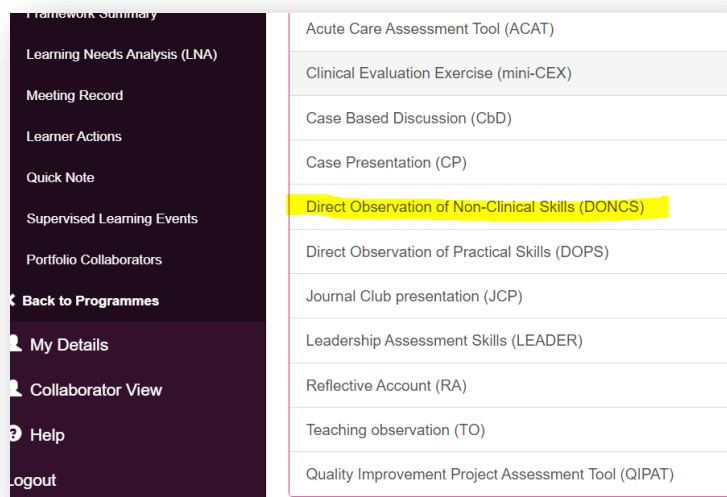 Framework Summary
Learning Needs Analysis (LNA)
Meeting Record
Learner Actions
Quick Note
Supervised Learning Events
Portfolio Collaborators
Back to Programmes
My Details
Collaborator View
Help
Logout
Acute Care Assessment Tool (ACAT)
Clinical Evaluation Exercise (mini-CEX)
Case Based Discussion (CbD)
Case Presentation (CP)
Direct Observation of Non-Clinical Skills (DONCS)
Direct Observation of Practical Skills (DOPS)
Journal Club presentation (JCP)
Leadership Assessment Skills (LEADER)
Reflective Account (RA)
Teaching observation (TO)
Quality Improvement Project Assessment Tool (QIPAT)